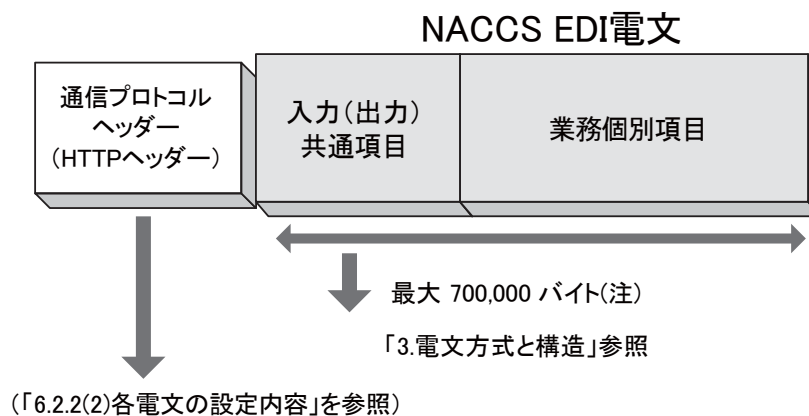 NACCS EDI電文
通信プロトコル
ヘッダー
(HTTPヘッダー)
入力(出力)
共通項目
業務個別項目
最大 700,000 バイト(注)
「3.電文方式と構造」参照
(「6.2.2(2)各電文の設定内容」を参照)